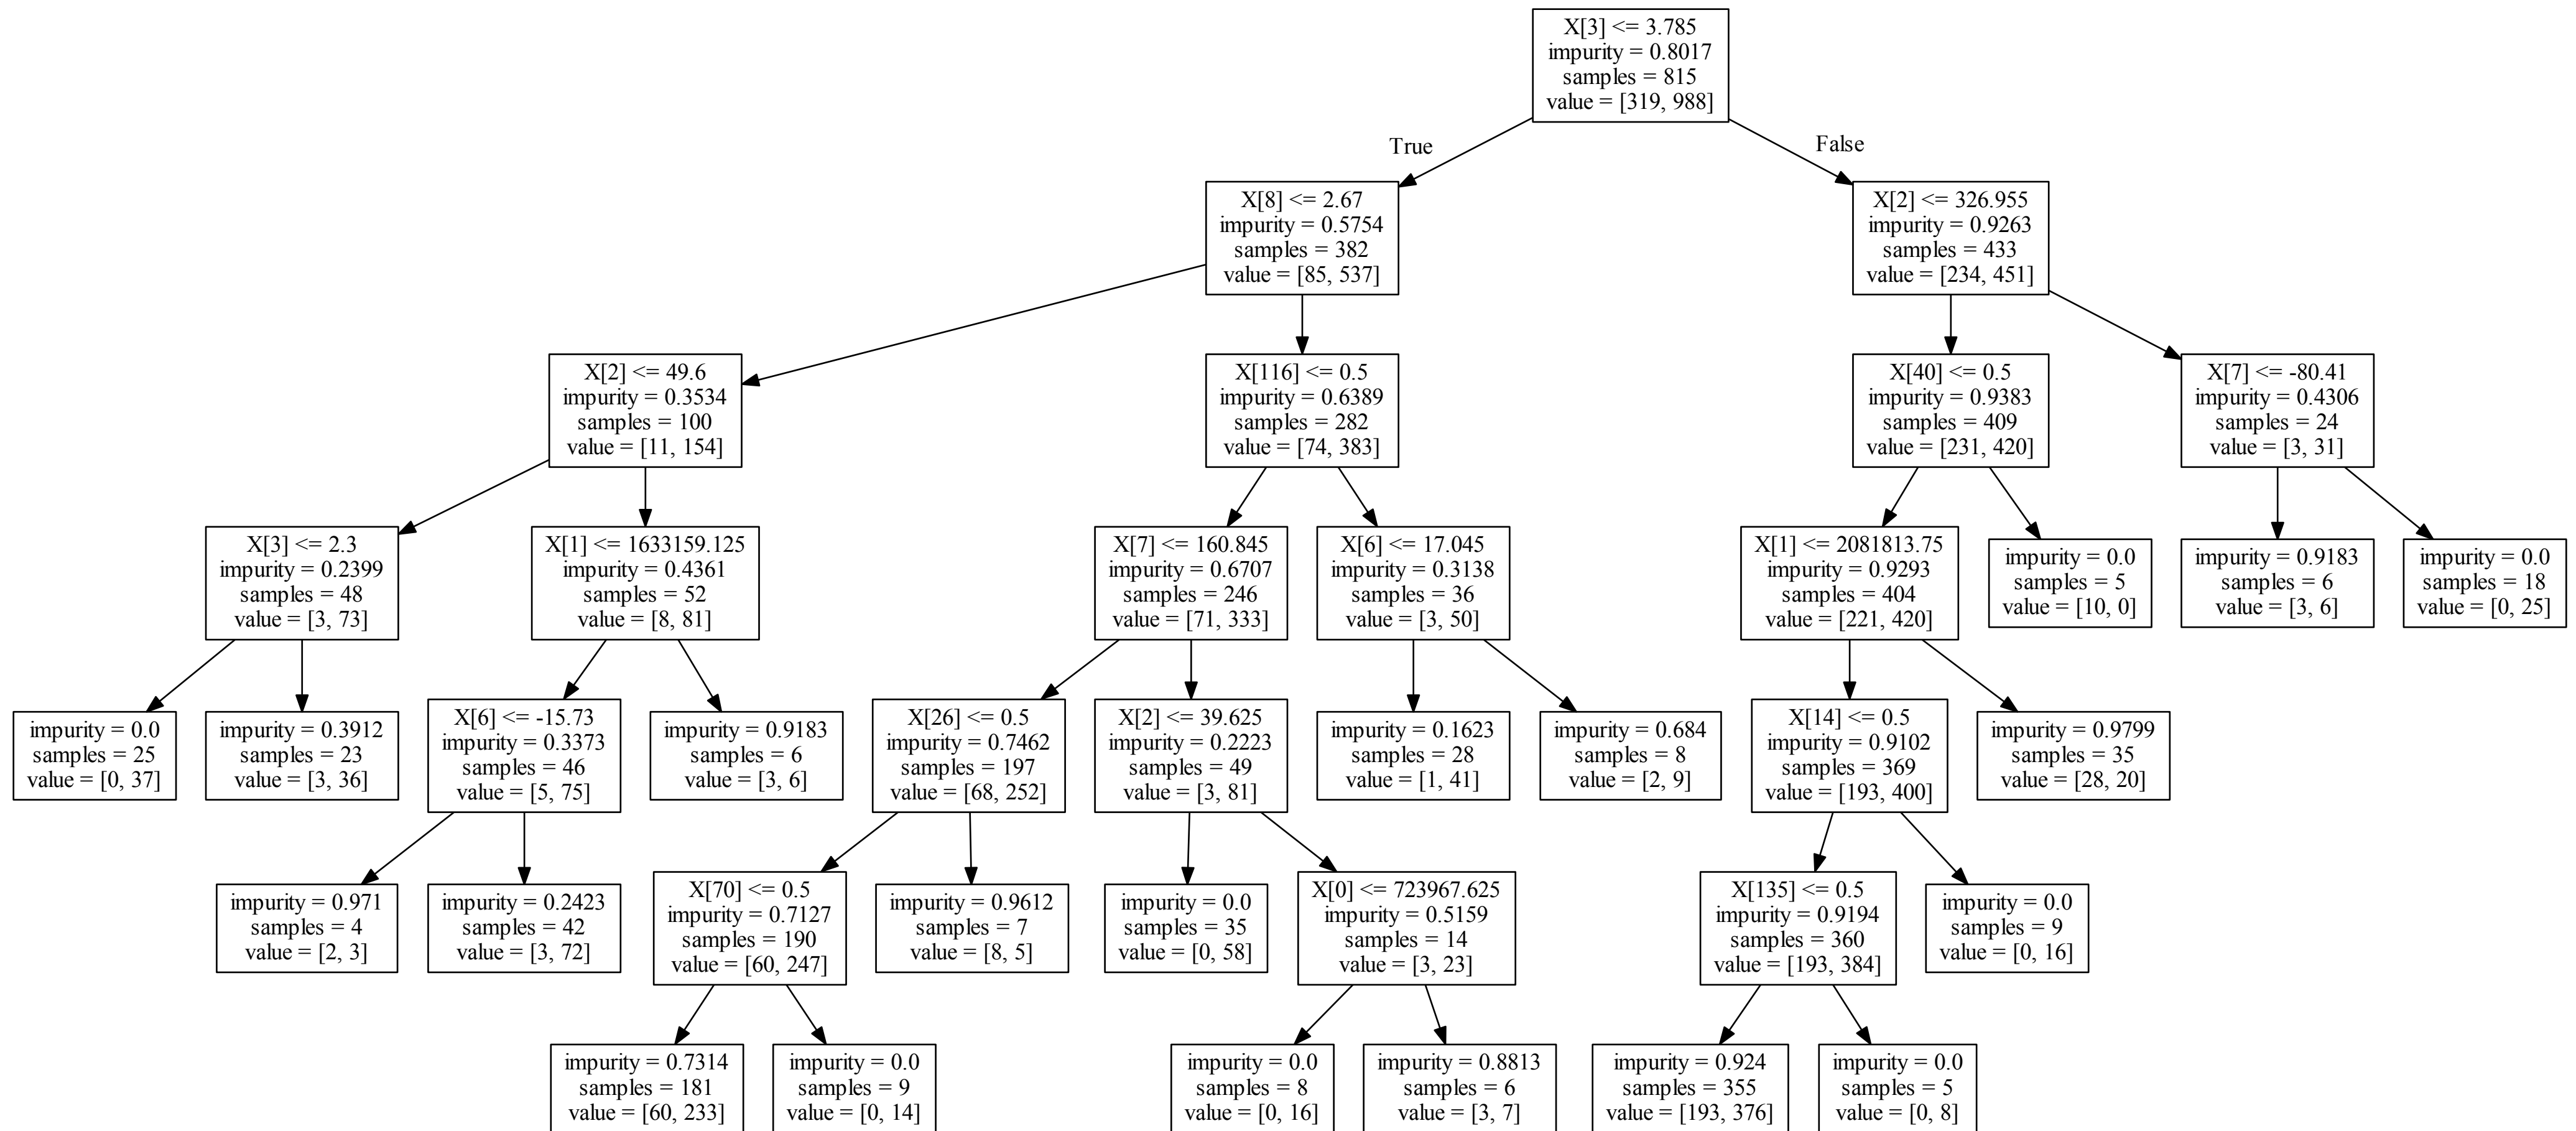 X[3] <= 3.785
impurity = 0.8017
samples = 815
value = [319, 988]
True
False
X[8] <= 2.67
impurity = 0.5754
samples = 382
value = [85, 537]
X[2] <= 326.955
impurity = 0.9263
samples = 433
value = [234, 451]
X[2] <= 49.6
impurity = 0.3534
samples = 100
value = [11, 154]
X[116] <= 0.5
impurity = 0.6389
samples = 282
value = [74, 383]
X[40] <= 0.5
impurity = 0.9383
samples = 409
value = [231, 420]
X[7] <= -80.41
impurity = 0.4306
samples = 24
value = [3, 31]
X[3] <= 2.3
impurity = 0.2399
samples = 48
value = [3, 73]
X[1] <= 1633159.125
impurity = 0.4361
samples = 52
value = [8, 81]
X[7] <= 160.845
impurity = 0.6707
samples = 246
value = [71, 333]
X[6] <= 17.045
impurity = 0.3138
samples = 36
value = [3, 50]
X[1] <= 2081813.75
impurity = 0.9293
samples = 404
value = [221, 420]
impurity = 0.0
samples = 5
value = [10, 0]
impurity = 0.9183
samples = 6
value = [3, 6]
impurity = 0.0
samples = 18
value = [0, 25]
impurity = 0.0
samples = 25
value = [0, 37]
impurity = 0.3912
samples = 23
value = [3, 36]
X[6] <= -15.73
impurity = 0.3373
samples = 46
value = [5, 75]
impurity = 0.9183
samples = 6
value = [3, 6]
X[26] <= 0.5
impurity = 0.7462
samples = 197
value = [68, 252]
X[2] <= 39.625
impurity = 0.2223
samples = 49
value = [3, 81]
impurity = 0.1623
samples = 28
value = [1, 41]
impurity = 0.684
samples = 8
value = [2, 9]
X[14] <= 0.5
impurity = 0.9102
samples = 369
value = [193, 400]
impurity = 0.9799
samples = 35
value = [28, 20]
impurity = 0.971
samples = 4
value = [2, 3]
impurity = 0.2423
samples = 42
value = [3, 72]
X[70] <= 0.5
impurity = 0.7127
samples = 190
value = [60, 247]
impurity = 0.9612
samples = 7
value = [8, 5]
impurity = 0.0
samples = 35
value = [0, 58]
X[0] <= 723967.625
impurity = 0.5159
samples = 14
value = [3, 23]
X[135] <= 0.5
impurity = 0.9194
samples = 360
value = [193, 384]
impurity = 0.0
samples = 9
value = [0, 16]
impurity = 0.7314
samples = 181
value = [60, 233]
impurity = 0.0
samples = 9
value = [0, 14]
impurity = 0.0
samples = 8
value = [0, 16]
impurity = 0.8813
samples = 6
value = [3, 7]
impurity = 0.924
samples = 355
value = [193, 376]
impurity = 0.0
samples = 5
value = [0, 8]